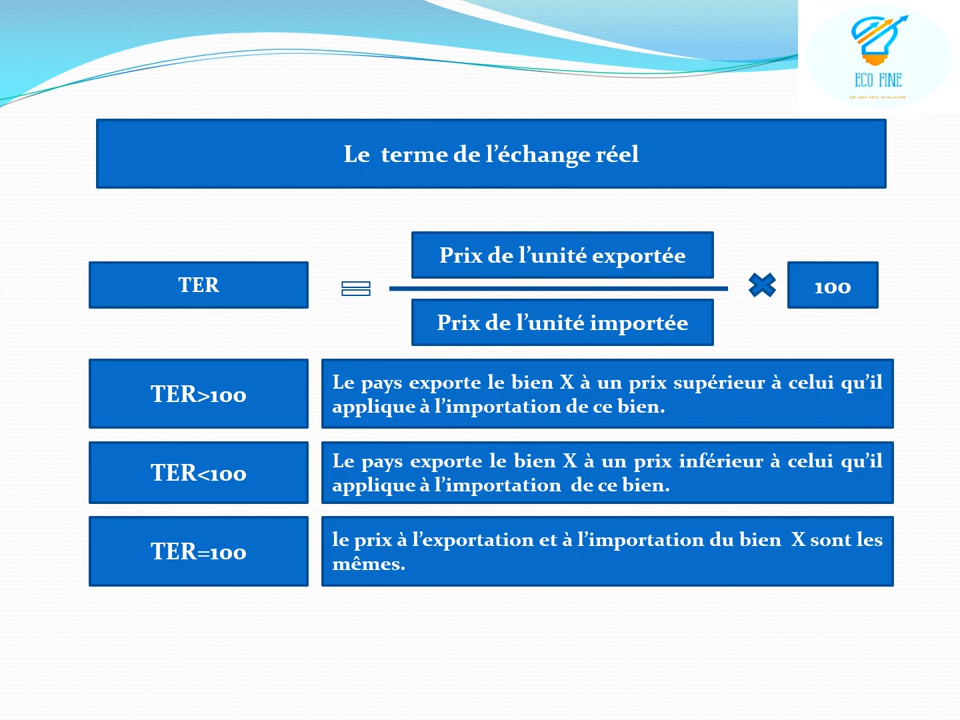 ECO FINE
Le terme de l’échange réel
Prix de l’unité exportée
TER
100
Prix de l’unité importée
TER>100
Le pays exporte le bien X à un prix supérieur à celui qu’il
applique à l’importation de ce bien.
TER<100
Le pays exporte le bien X à un prix inférieur à celui qu’il
applique à l’importation de ce bien.
TER=100
le prix à l’exportation et à l’importation du bien X sont les
mêmes.